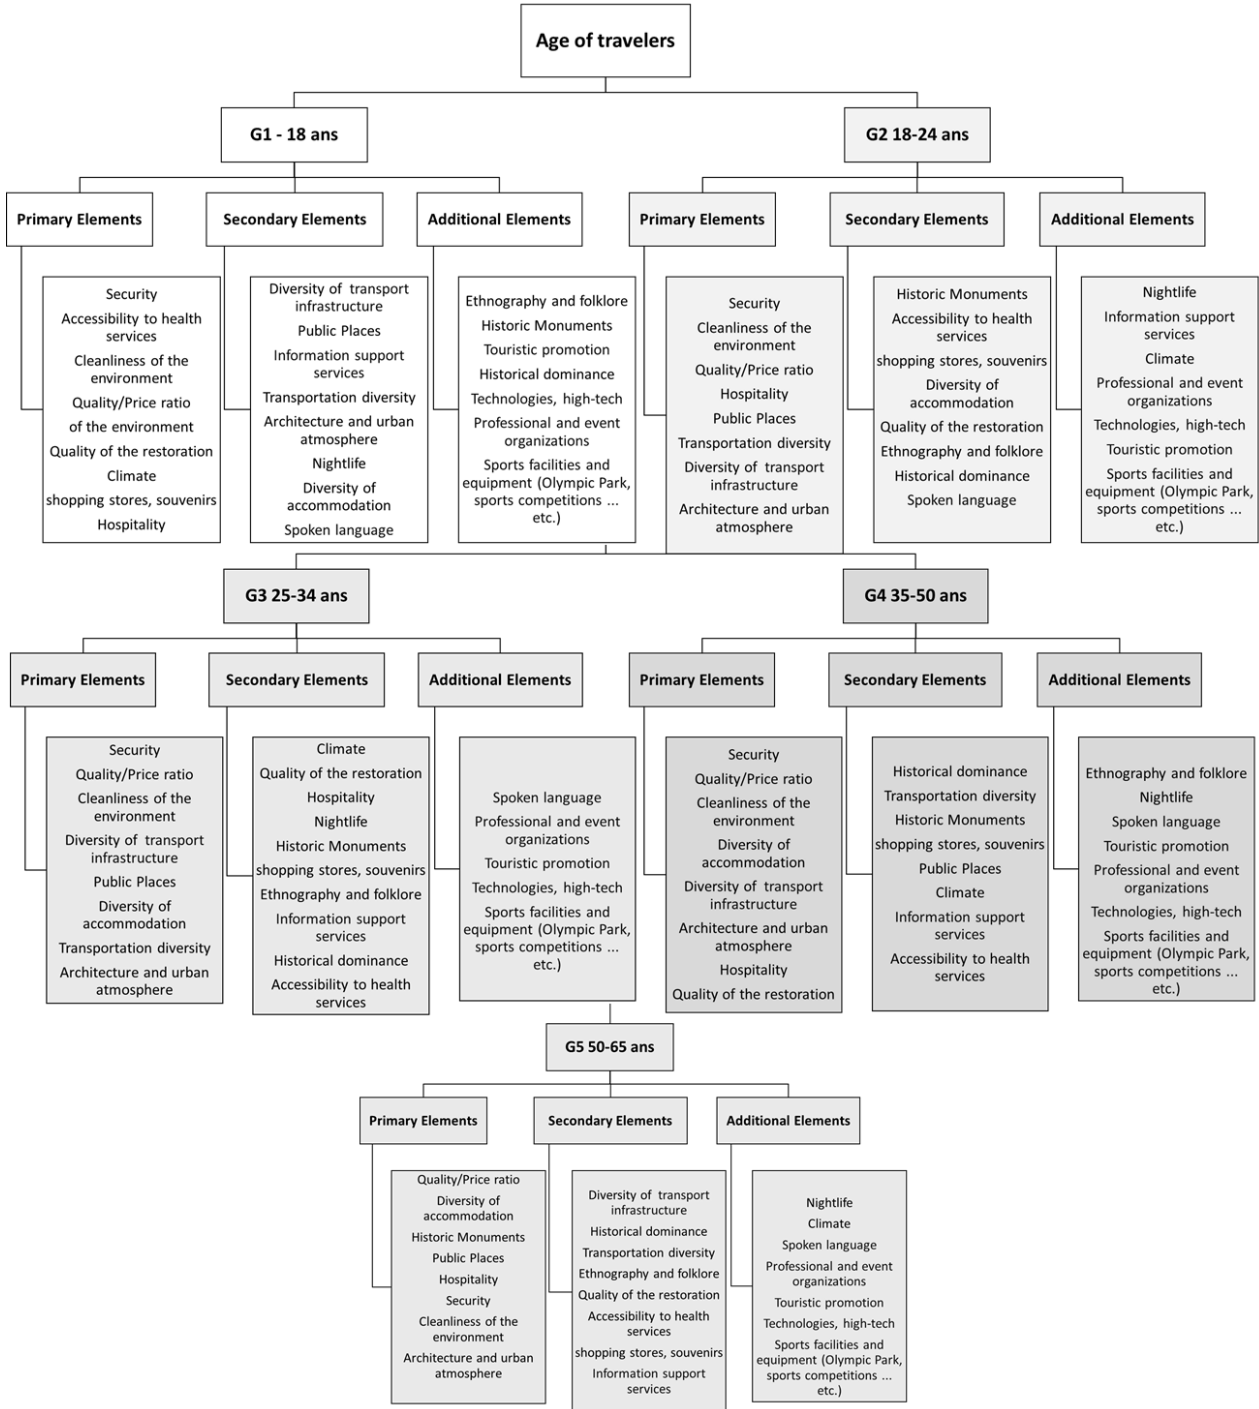 Age of travelers
G1 - 18 ans
G2 18-24 ans
Primary Elements
Secondary Elements
Additional Elements
Primary Elements
Secondary Elements
Additional Elements
Security
Accessibility to health
services
Cleanliness of the
environment
Quality/Price ratio
of the environment
Quality of the restoration
Climate
shopping stores, souvenirs
Hospitality
Diversity of transport
infrastructure
Public Places
Information support
services
Transportation diversity
Architecture and urban
atmosphere
Nightlife
Diversity of
accommodation
Spoken language
Ethnography and folklore
Historic Monuments
Touristic promotion
Historical dominance
Technologies, high-tech
Professional and event
organizations
Sports facilities and
equipment (Olympic Park,
sports competitions ...
etc.)
Security
Cleanliness of the
environment
Quality/Price ratio
Hospitality
Public Places
Transportation diversity
Diversity of transport
infrastructure
Architecture and urban
atmosphere
Historic Monuments
Accessibility to health
services
shopping stores, souvenirs
Diversity of
accommodation
Quality of the restoration
Ethnography and folklore
Historical dominance
Spoken language
Nightlife
Information support
services
Climate
Professional and event
organizations
Technologies, high-tech
Touristic promotion
Sports facilities and
equipment (Olympic Park,
sports competitions ...
etc.)
G3 25-34 ans
G4 35-50 ans
Primary Elements
Secondary Elements
Additional Elements
Primary Elements
Secondary Elements
Additional Elements
Security
Quality/Price ratio
Cleanliness of the
environment
Diversity of transport
infrastructure
Public Places
Diversity of
accommodation
Transportation diversity
Architecture and urban
atmosphere
Climate
Quality of the restoration
Hospitality
Nightlife
Historic Monuments
shopping stores, souvenirs
Ethnography and folklore
Information support
services
Historical dominance
Accessibility to health
services
Spoken language
Professional and event
organizations
Touristic promotion
Technologies, high-tech
Sports facilities and
equipment (Olympic Park,
sports competitions ...
etc.)
Security
Quality/Price ratio
Cleanliness of the
environment
Diversity of
accommodation
Diversity of transport
infrastructure
Architecture and urban
atmosphere
Hospitality
Quality of the restoration
Historical dominance
Transportation diversity
Historic Monuments
shopping stores, souvenirs
Public Places
Climate
Information support
services
Accessibility to health
services
Ethnography and folklore
Nightlife
Spoken language
Touristic promotion
Professional and event
organizations
Technologies, high-tech
Sports facilities and
equipment (Olympic Park,
sports competitions ...
etc.)
G5 50-65 ans
Primary Elements
Secondary Elements
Additional Elements
Quality/Price ratio
Diversity of
accommodation
Historic Monuments
Public Places
Hospitality
Security
Cleanliness of the
environment
Architecture and urban
atmosphere
Diversity of transport
infrastructure
Historical dominance
Transportation diversity
Ethnography and folklore
Quality of the restoration
Accessibility to health
services
shopping stores, souvenirs
Information support
services
Nightlife
Climate
Spoken language
Professional and event
organizations
Touristic promotion
Technologies, high-tech
Sports facilities and
equipment (Olympic Park,
sports competitions ...
etc.)